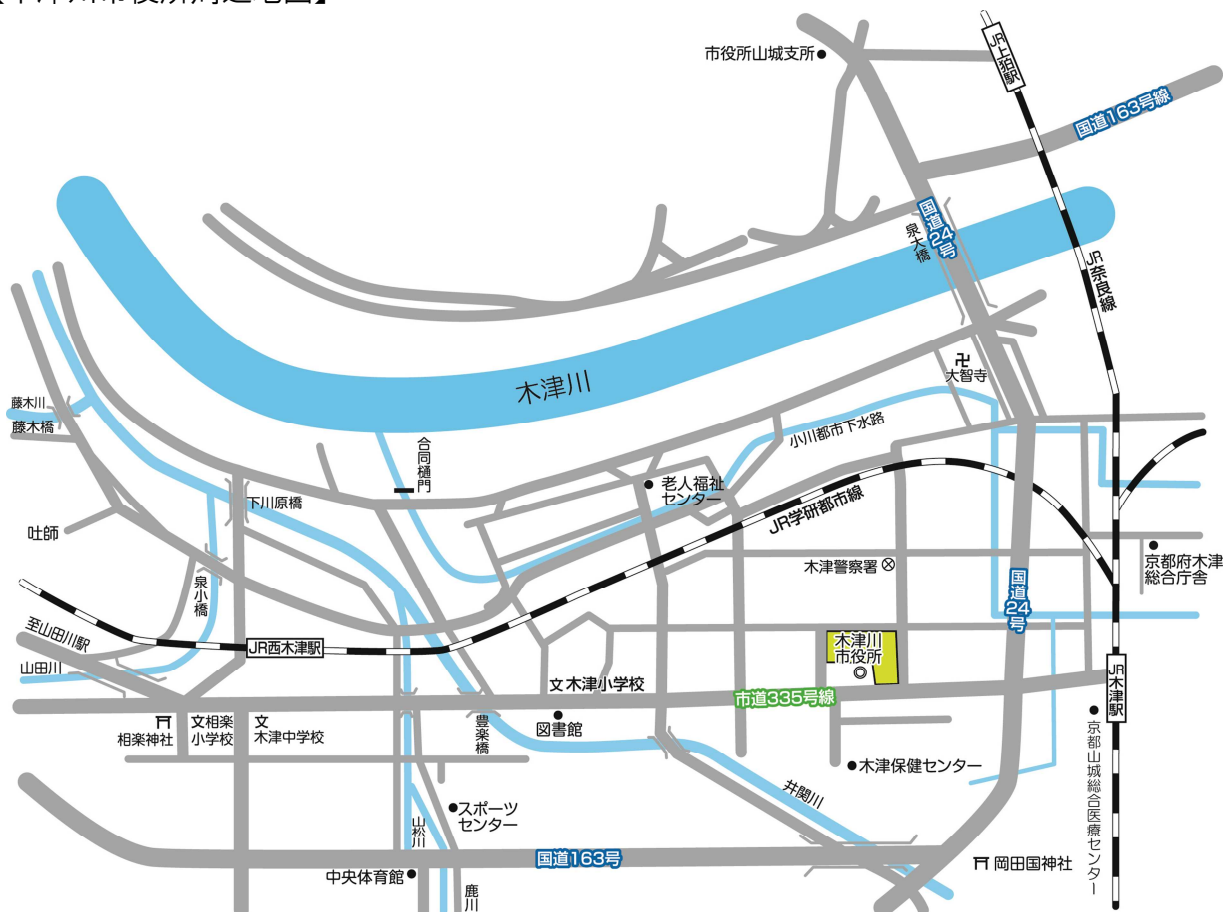 市役所山城支所
JR上狛駅
国道163号線
国道24号
泉大橋
JR奈良線
木津川
卍
大智寺
藤木川
藤木橋
合同樋門
小川都市下水路
下川原橋
老人福祉
センター
JR学研都市線
吐師
泉小橋
木津警察署
京都府木津
総合庁舎
国道24号
至山田川駅
JR西木津駅
山田川
木津川
市役所
文木津小学校
市道335号線
JR木津駅
相楽神社
文相楽
小学校
文
木津中学校
豊楽橋
図書館
木津保健センター
京都山城総合医療センター
井関川
スポーツ
センター
山松川
国道163号
中央体育館
鹿川
岡田国神社